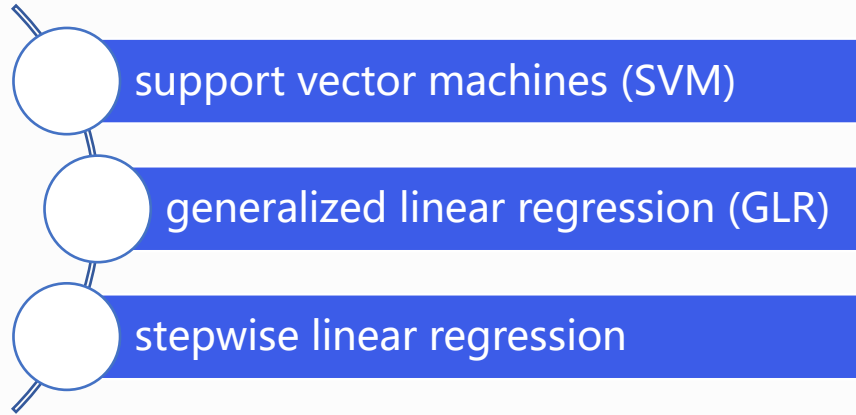 support vector machines (SVM)
generalized linear regression (GLR)
stepwise linear regression